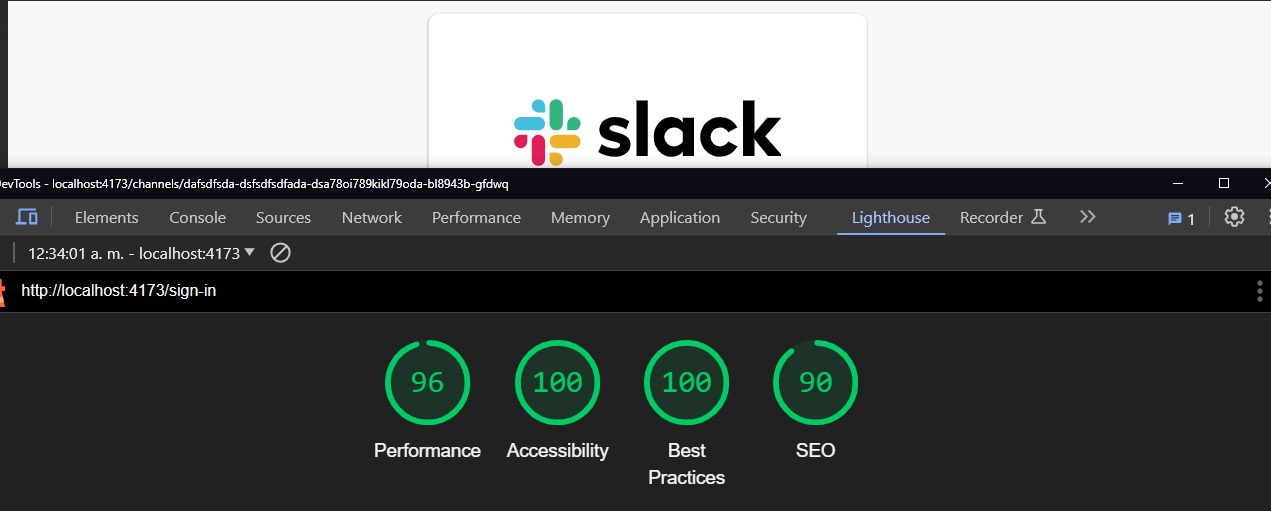 slack
DevTools - localhost:4173/channels/dafsdfsda-dsfsdfsdfada-dsa78oi789kikl79oda-bl8943b-gfdwq
Elements Console Sources Network Performance Memory Application Security Lighthouse Recorder 1
12:34:01 a. m. - localhost:4173
http://localhost:4173/sign-in
96 100 100 90
Performance Accessibility Best Practices SEO